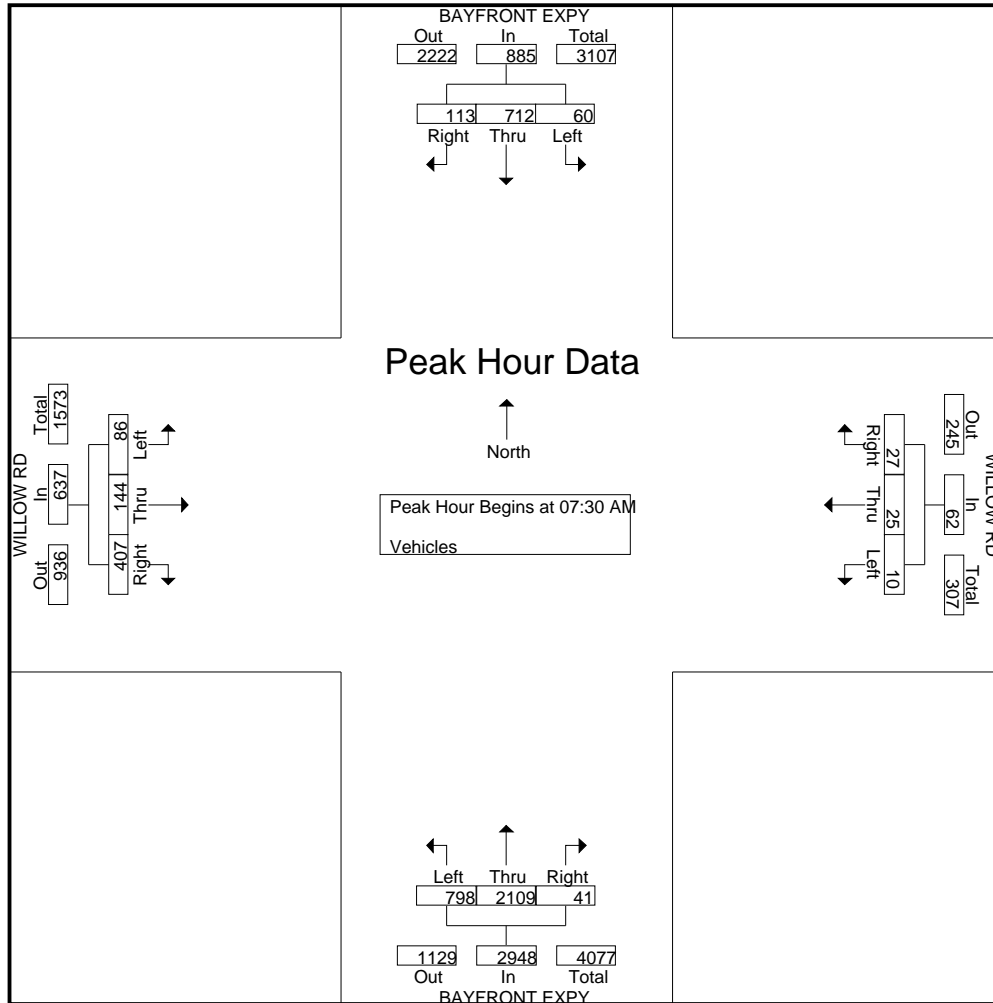 BAYFRONT EXPY
Out In Total
2222 885 3107
113 712 60
Right Thru Left
Peak Hour Data
North
Peak Hour Begins at 07:30 AM
Vehicles
WILLOW RD
Total In Out
1573 637 936
86 144 407
Left Thru Right
WILLOW RD
Out In Total
245 62 307
27 25 10
Right Thru Left
Left Thru Right
798 2109 41
1129 2948 4077
Out In Total
BAYFRONT EXPY